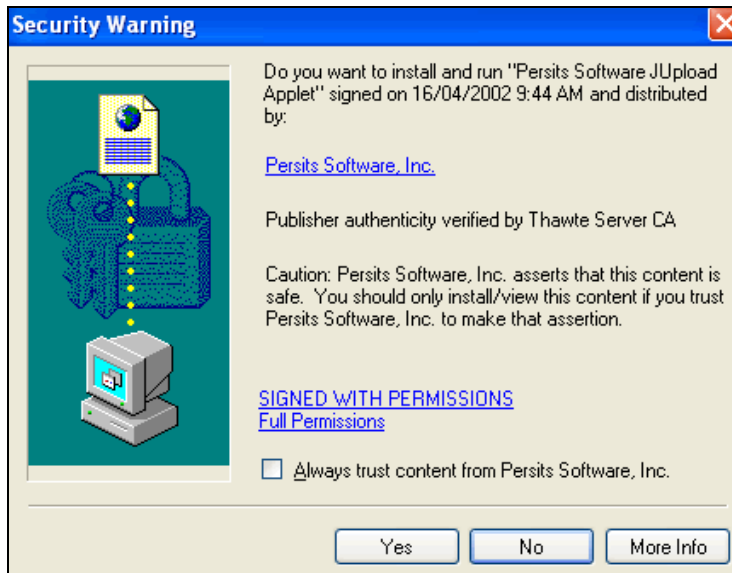 Security Warning
Do you want to install and run "Persits Software JUpload
Applet" signed on 16/04/2002 9:44 AM and distributed
by:
Persits Software, Inc.
Publisher authenticity verified by Thawte Server CA
Caution: Persits Software, Inc. asserts that this content is
safe. You should only install/view this content if you trust
Persits Software, Inc. to make that assertion.
SIGNED WITH PERMISSIONS
Full Permissions
Always trust content from Persits Software, Inc.
Yes No More Info